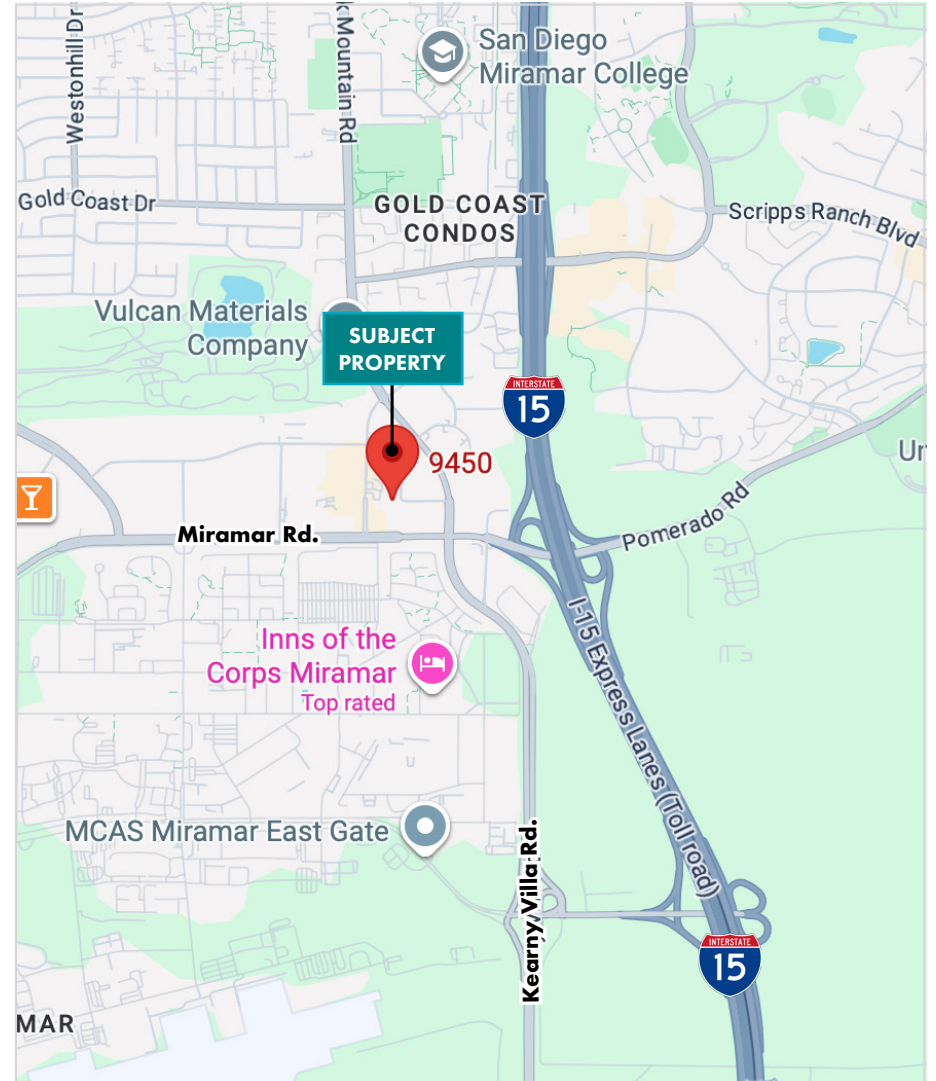 Westonhill Dr
k Mountain Rd
San Diego
Miramar College
Gold Coast Dr
GOLD COAST
CONDOS
Scripps Ranch Blvd
Vulcan Materials
Company
SUBJECT
PROPERTY
INTERSTATE
15
9450
Ur
Miramar Rd.
Pomerado Rd
Inns of the
Corps Miramar
Top rated
I-15 Express Lanes (Toll road)
MCAS Miramar East Gate
Kearny Villa Rd.
INTERSTATE
15
MAR